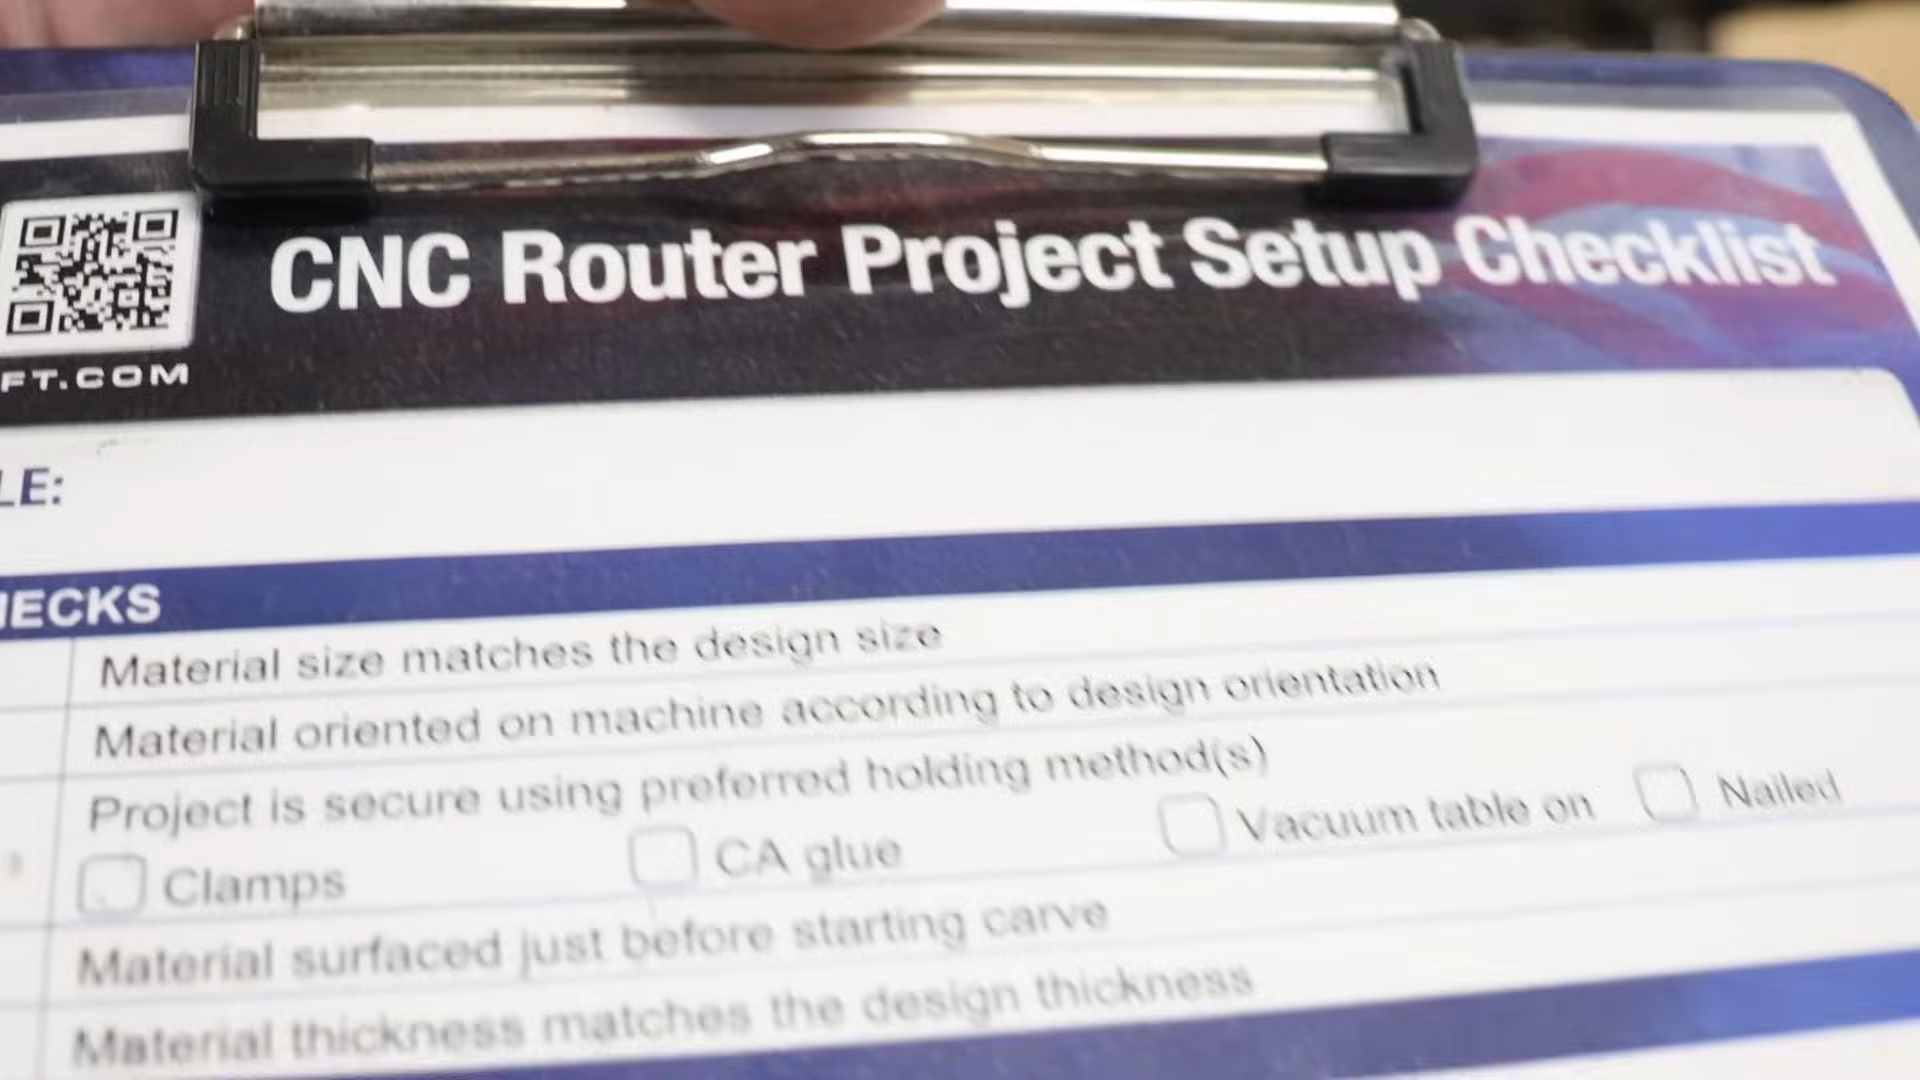 CNC Router Project Setup Checklist
FT.COM
LE:
HECKS
Material size matches the design size
Material oriented on machine according to design orientation
Project is secure using preferred holding method(s)
Clamps CA glue Vacuum table on Nailed
Material surfaced just before starting carve
Material thickness matches the design thickness